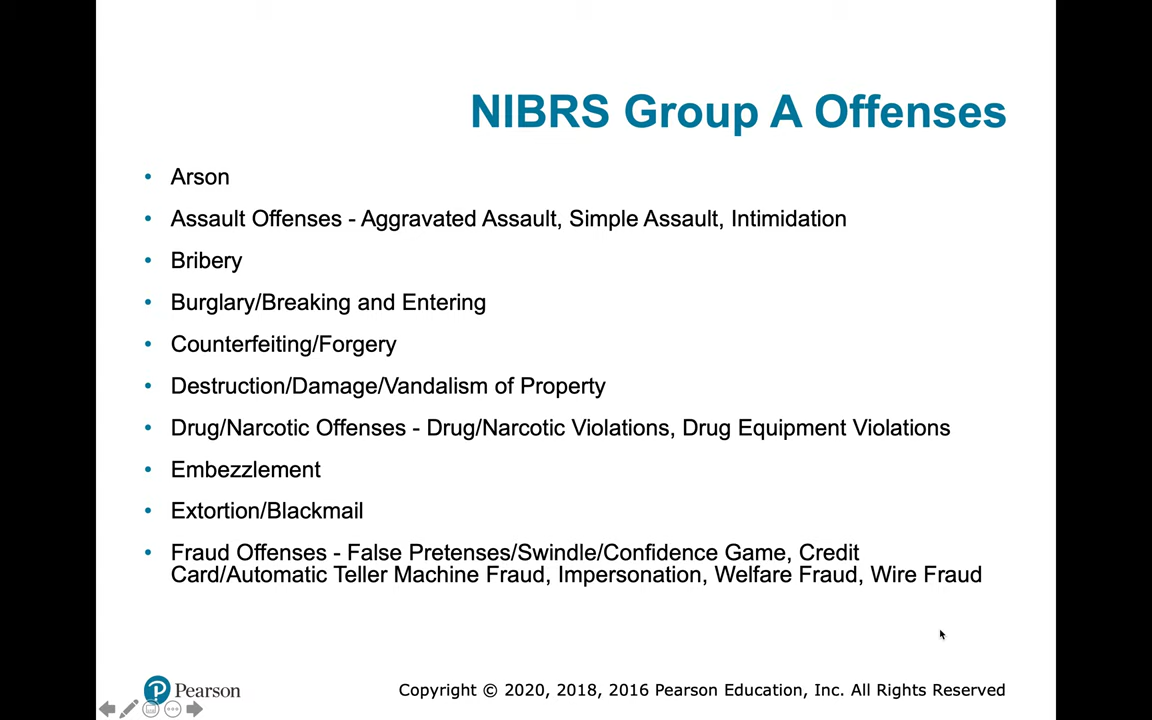 NIBRS Group A Offenses
• Arson
• Assault Offenses - Aggravated Assault, Simple Assault, Intimidation
• Bribery
• Burglary/Breaking and Entering
• Counterfeiting/Forgery
• Destruction/Damage/Vandalism of Property
• Drug/Narcotic Offenses - Drug/Narcotic Violations, Drug Equipment Violations
• Embezzlement
• Extortion/Blackmail
• Fraud Offenses - False Pretenses/Swindle/Confidence Game, Credit
Card/Automatic Teller Machine Fraud, Impersonation, Welfare Fraud, Wire Fraud
Pearson
Copyright © 2020, 2018, 2016 Pearson Education, Inc. All Rights Reserved